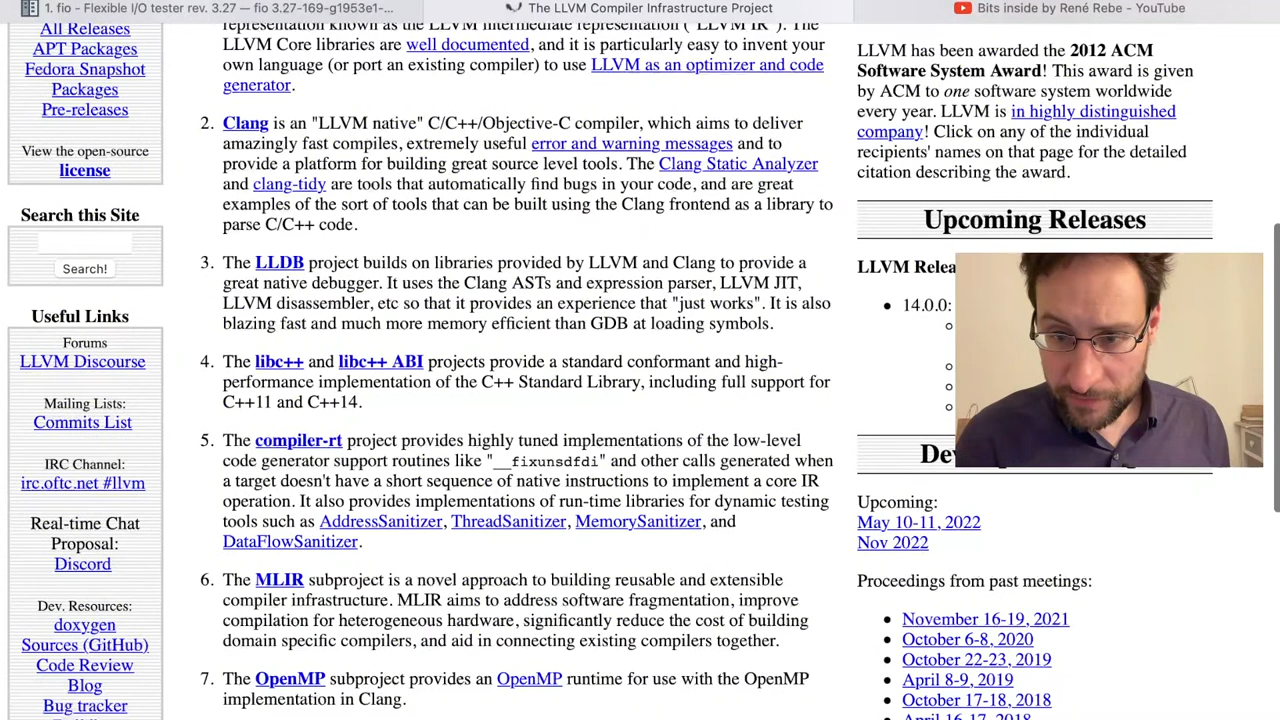 1. fio - Flexible I/O tester rev. 3.27 — fio 3.27-169-g1953e1-...
The LLVM Compiler Infrastructure Project
Bits inside by René Rebe - YouTube
All Releases
APT Packages
Fedora Snapshot
Packages
Pre-releases
View the open-source
license
Search this Site
Search!
Useful Links
Forums
LLVM Discourse
Mailing Lists:
Commits List
IRC Channel:
irc.oftc.net #llvm
Real-time Chat
Proposal:
Discord
Dev. Resources:
doxygen
Sources (GitHub)
Code Review
Blog
Bug tracker
representation known as the LLVM intermediate representation ("LLVM IR"). The
LLVM Core libraries are well documented, and it is particularly easy to invent your
own language (or port an existing compiler) to use LLVM as an optimizer and code
generator.
2. Clang is an "LLVM native" C/C++/Objective-C compiler, which aims to deliver
amazingly fast compiles, extremely useful error and warning messages and to
provide a platform for building great source level tools. The Clang Static Analyzer
and clang-tidy are tools that automatically find bugs in your code, and are great
examples of the sort of tools that can be built using the Clang frontend as a library to
parse C/C++ code.
3. The LLDB project builds on libraries provided by LLVM and Clang to provide a
great native debugger. It uses the Clang ASTs and expression parser, LLVM JIT,
LLVM disassembler, etc so that it provides an experience that "just works". It is also
blazing fast and much more memory efficient than GDB at loading symbols.
4. The libc++ and libc++ ABI projects provide a standard conformant and high-
performance implementation of the C++ Standard Library, including full support for
C++11 and C++14.
5. The compiler-rt project provides highly tuned implementations of the low-level
code generator support routines like "__fixunsdfdi" and other calls generated when
a target doesn't have a short sequence of native instructions to implement a core IR
operation. It also provides implementations of run-time libraries for dynamic testing
tools such as AddressSanitizer, ThreadSanitizer, MemorySanitizer, and
DataFlowSanitizer.
6. The MLIR subproject is a novel approach to building reusable and extensible
compiler infrastructure. MLIR aims to address software fragmentation, improve
compilation for heterogeneous hardware, significantly reduce the cost of building
domain specific compilers, and aid in connecting existing compilers together.
7. The OpenMP subproject provides an OpenMP runtime for use with the OpenMP
implementation in Clang.
LLVM has been awarded the 2012 ACM
Software System Award! This award is given
by ACM to one software system worldwide
every year. LLVM is in highly distinguished
company! Click on any of the individual
recipients' names on that page for the detailed
citation describing the award.
Upcoming Releases
LLVM Relea
14.0.0:
De
Upcoming:
May 10-11, 2022
Nov 2022
Proceedings from past meetings:
November 16-19, 2021
October 6-8, 2020
October 22-23, 2019
April 8-9, 2019
October 17-18, 2018
April 16-17, 2018